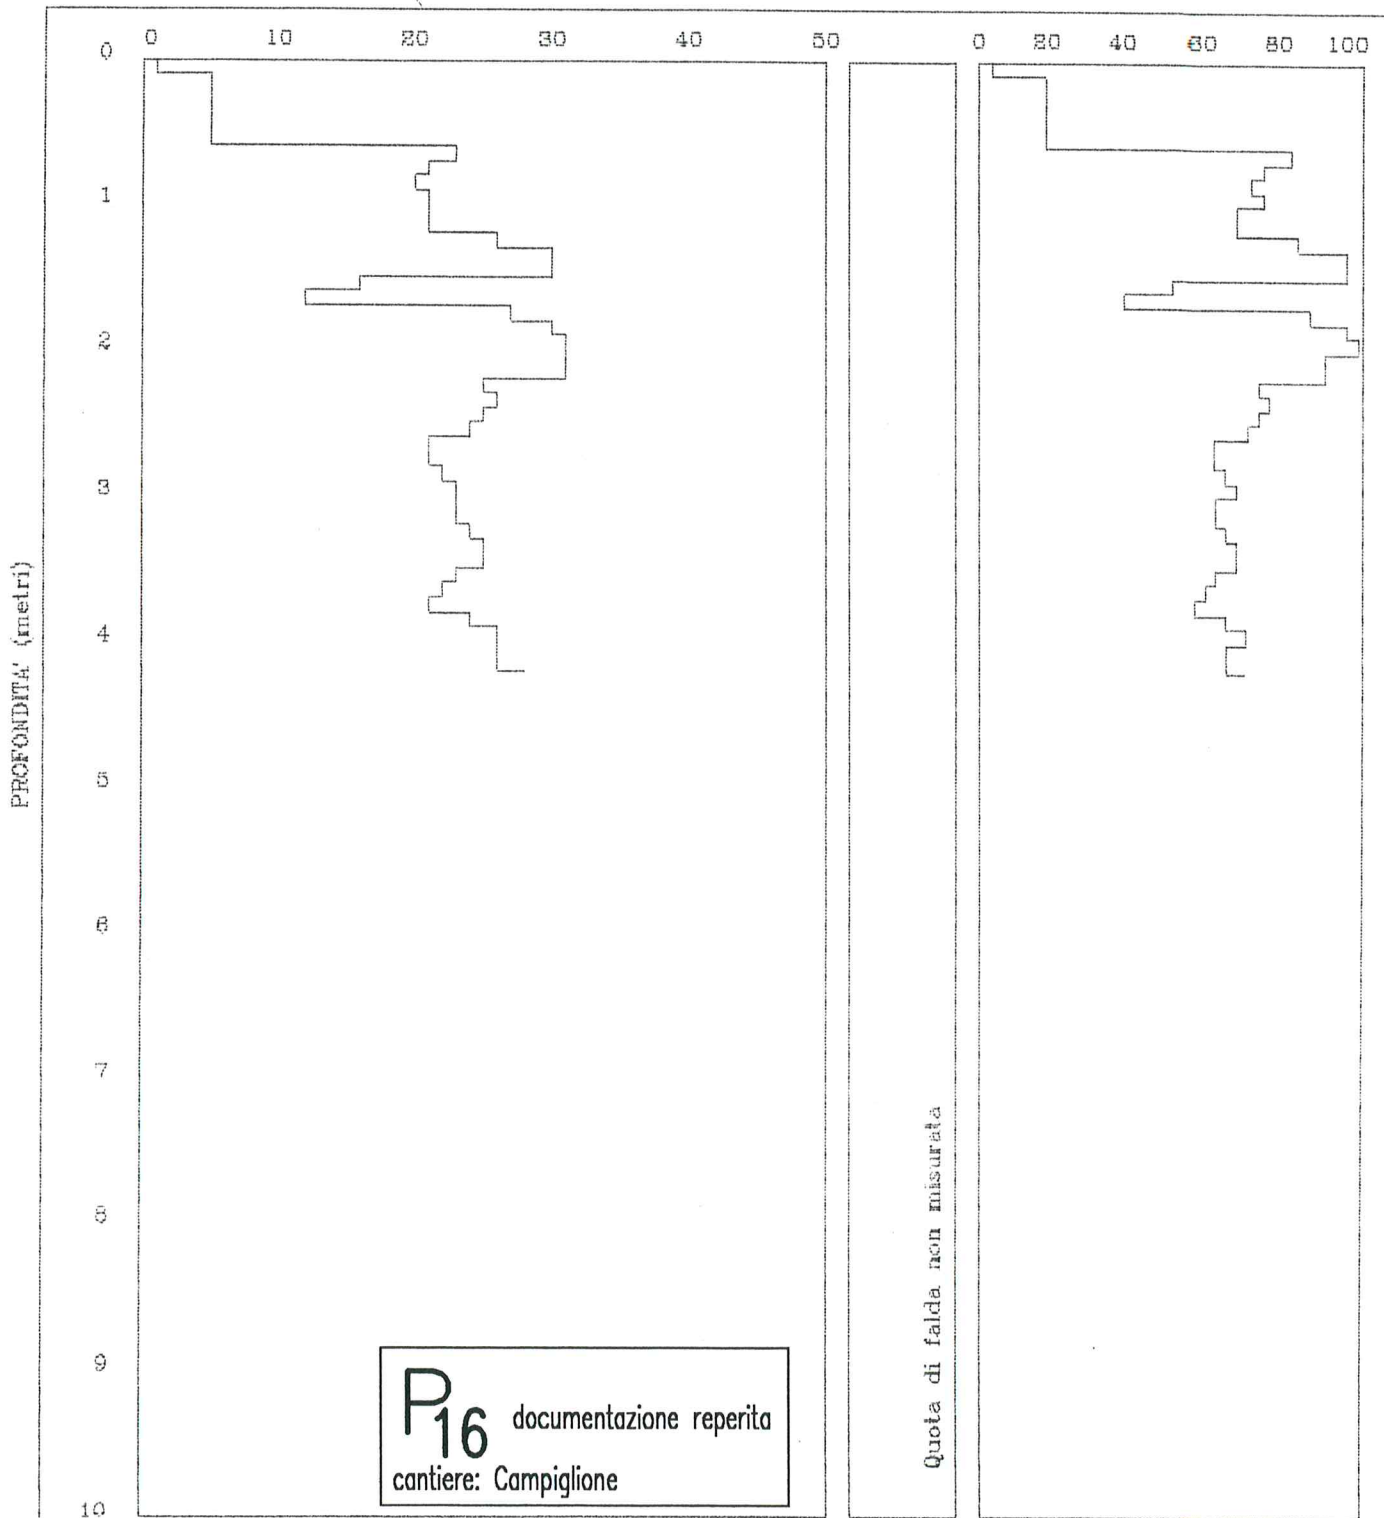 0 10 20 30 40 50
0 20 40 60 80 100
0
1
2
3
4
5
6
7
8
9
10
PROFONDITA' (metri)
Quota di falda non misurata
P16 documentazione reperita
cantiere: Campiglione